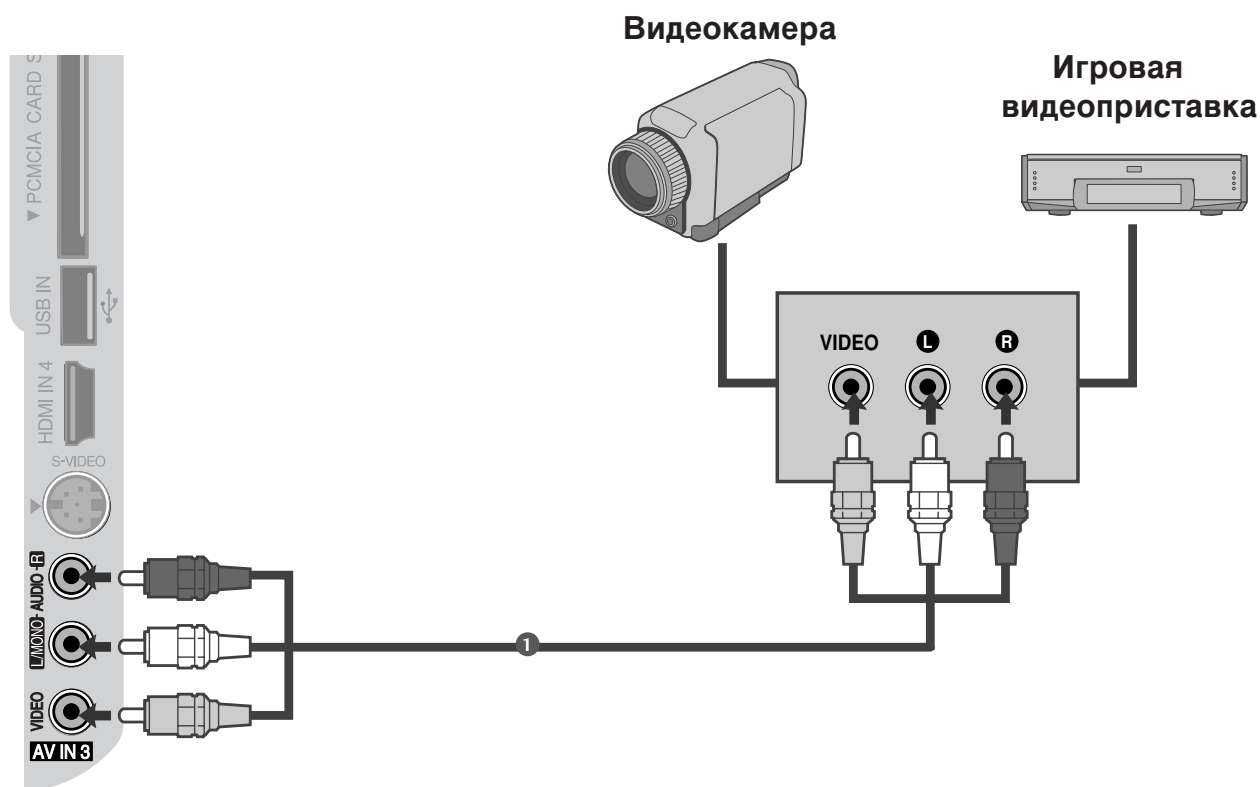 Видеокамера
Игровая
видеоприставка
▼ PCMCIA CARD S
USB IN
HDMI IN 4
S-VIDEO
L/MONO - AUDIO - R
VIDEO
AV IN 3
VIDEO L R
1